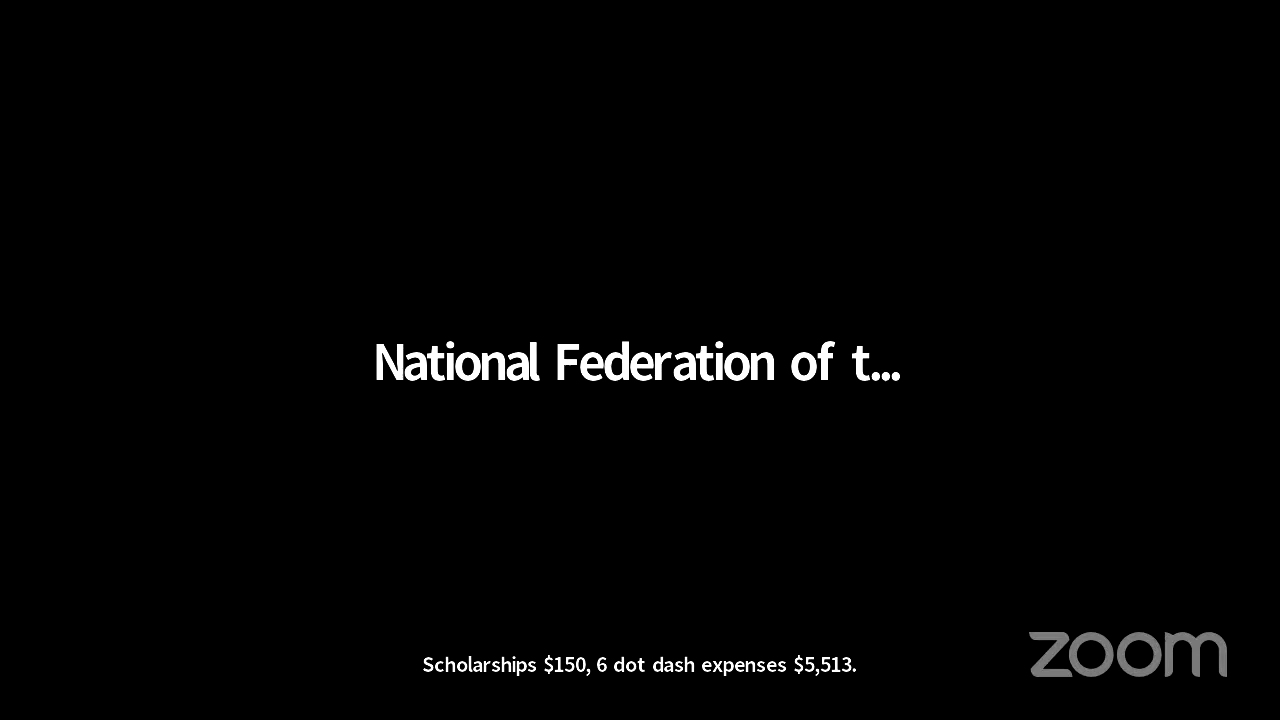 National Federation of t...
Scholarships $150, 6 dot dash expenses $5,513.
zoom